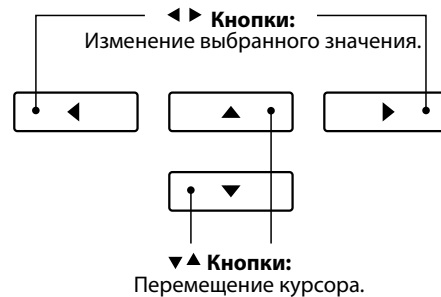 ◀ ▶ Кнопки:
Изменение выбранного значения.
▼▲ Кнопки:
Перемещение курсора.